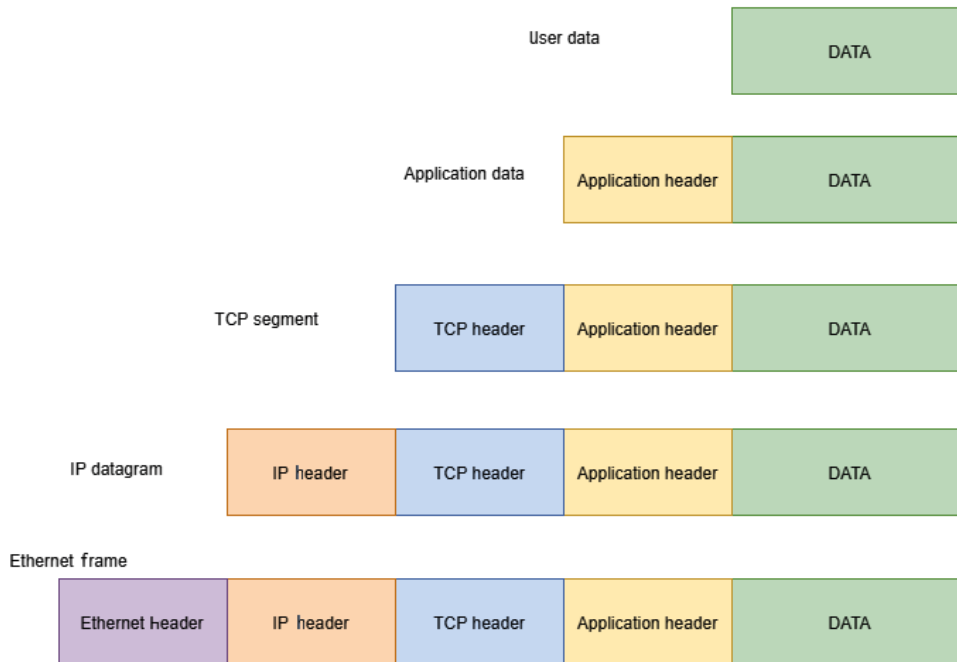 User data
DATA
Application data
Application header
DATA
TCP segment
TCP header
Application header
DATA
IP datagram
IP header
TCP header
Application header
DATA
Ethernet frame
Ethernet Header
IP header
TCP header
Application header
DATA